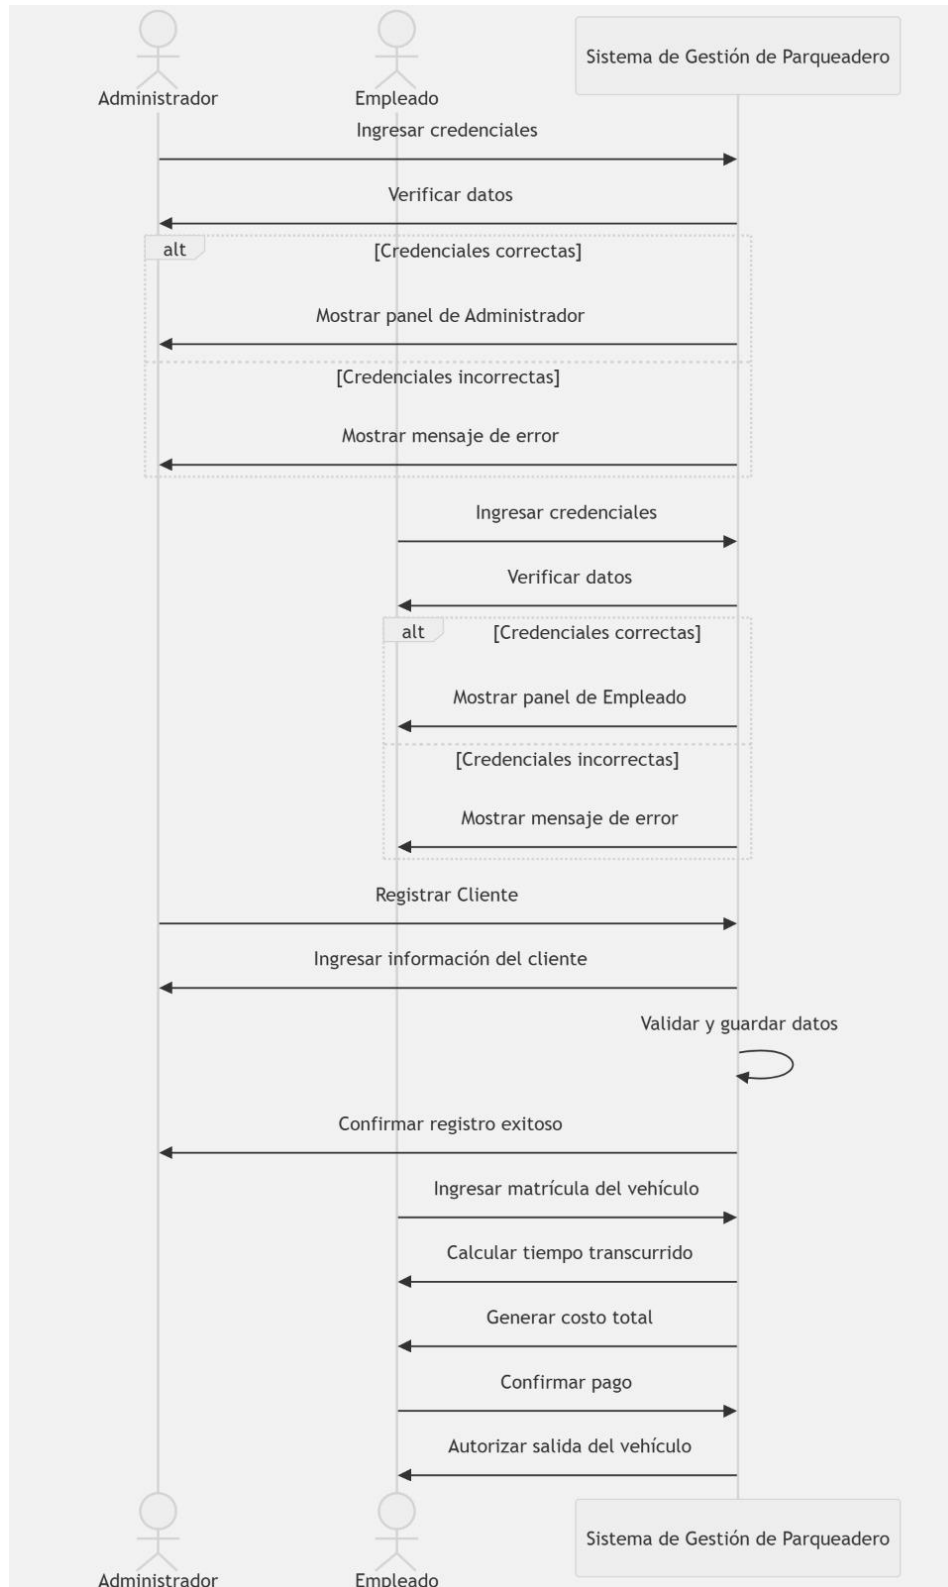 Sistema de Gestión de Parqueadero
Administrador
Empleado
Ingresar credenciales
Verificar datos
alt
[Credenciales correctas]
Mostrar panel de Administrador
[Credenciales incorrectas]
Mostrar mensaje de error
Ingresar credenciales
Verificar datos
alt
[Credenciales correctas]
Mostrar panel de Empleado
[Credenciales incorrectas]
Mostrar mensaje de error
Registrar Cliente
Ingresar información del cliente
Validar y guardar datos
Confirmar registro exitoso
Ingresar matrícula del vehículo
Calcular tiempo transcurrido
Generar costo total
Confirmar pago
Autorizar salida del vehículo
Sistema de Gestión de Parqueadero
Administrador
Empleado